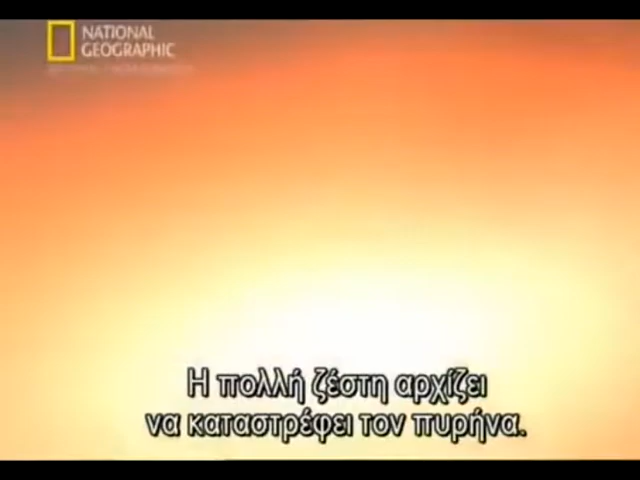 NATIONAL
GEOGRAPHIC
Η πολλή ζέστη αρχίζει
να καταστρέφει τον πυρήνα.